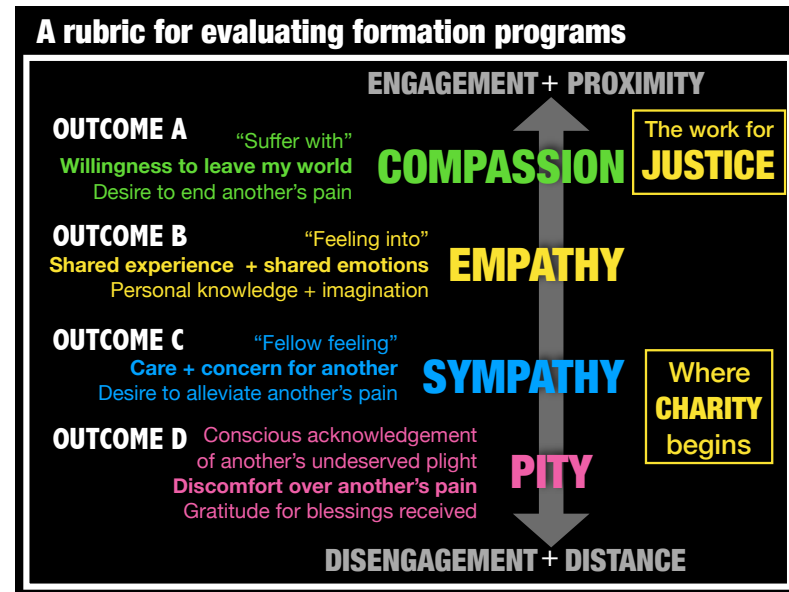 A rubric for evaluating formation programs
ENGAGEMENT + PROXIMITY
OUTCOME A
“Suffer with”
Willingness to leave my world
Desire to end another’s pain
COMPASSION
The work for
JUSTICE
OUTCOME B
“Feeling into”
Shared experience + shared emotions
Personal knowledge + imagination
EMPATHY
OUTCOME C
“Fellow feeling”
Care + concern for another
Desire to alleviate another’s pain
SYMPATHY
Where
CHARITY
begins
OUTCOME D
Conscious acknowledgement
of another’s undeserved plight
Discomfort over another’s pain
Gratitude for blessings received
PITY
DISENGAGEMENT + DISTANCE